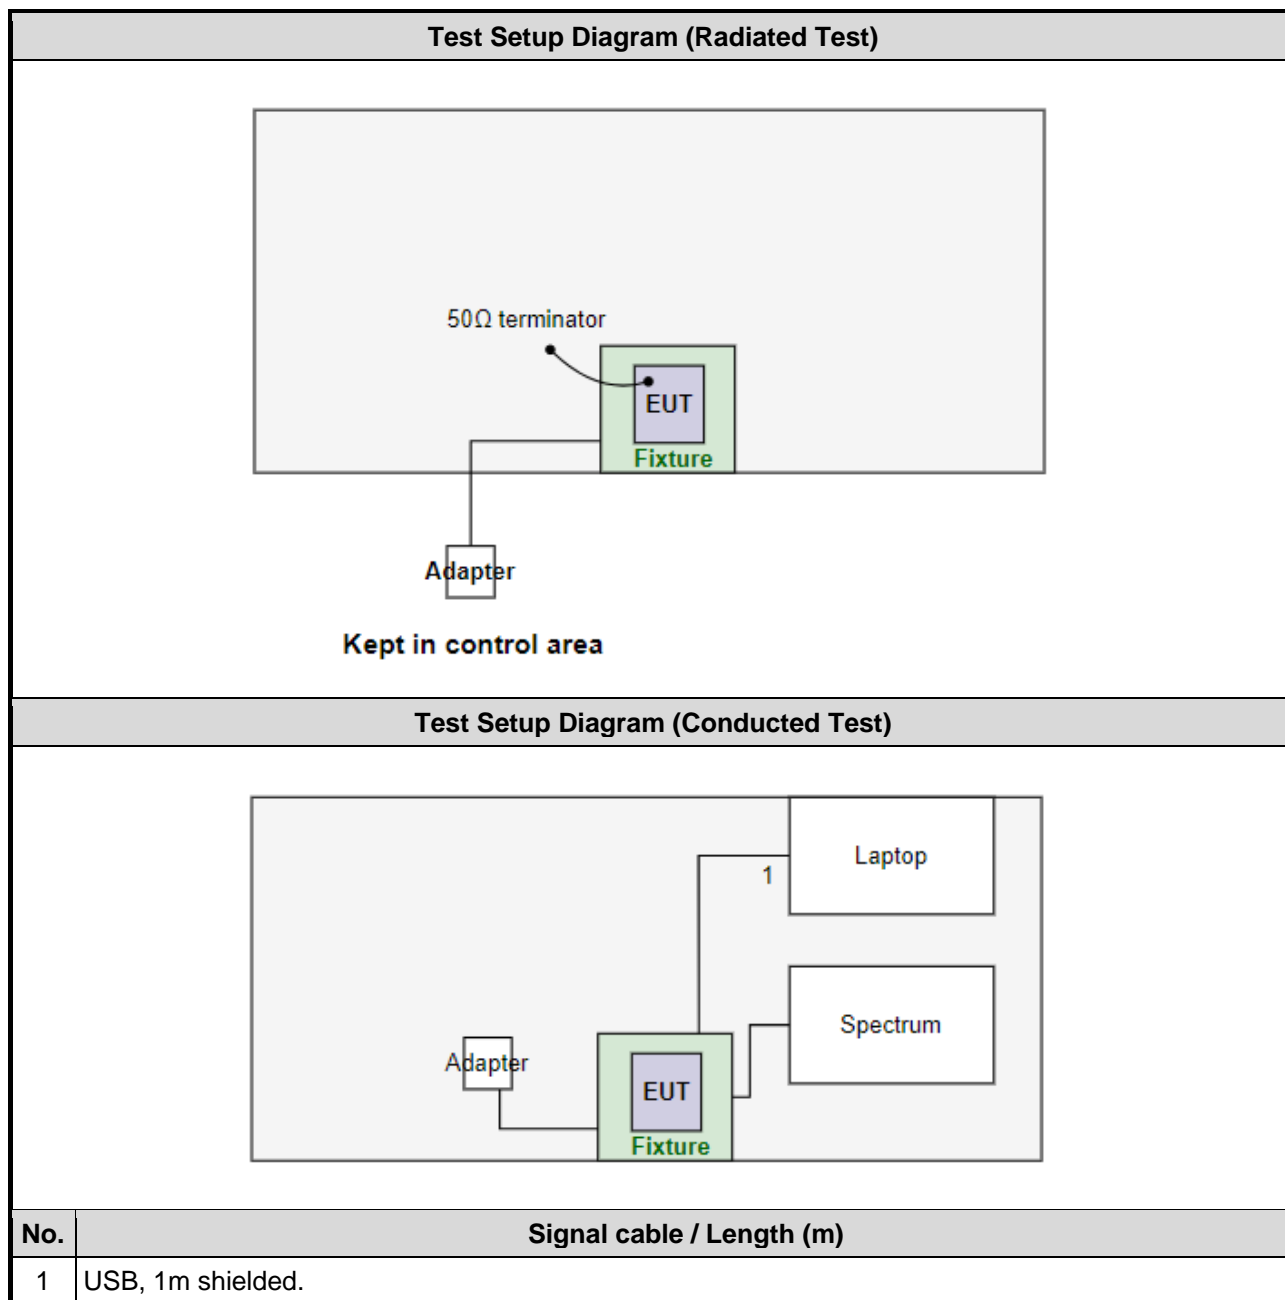 Test Setup Diagram (Radiated Test)
50Ω terminator
EUT
Fixture
Adapter
Kept in control area
Test Setup Diagram (Conducted Test)
Laptop
1
Spectrum
Adapter
EUT
Fixture
No. Signal cable / Length (m)
1 USB, 1m shielded.